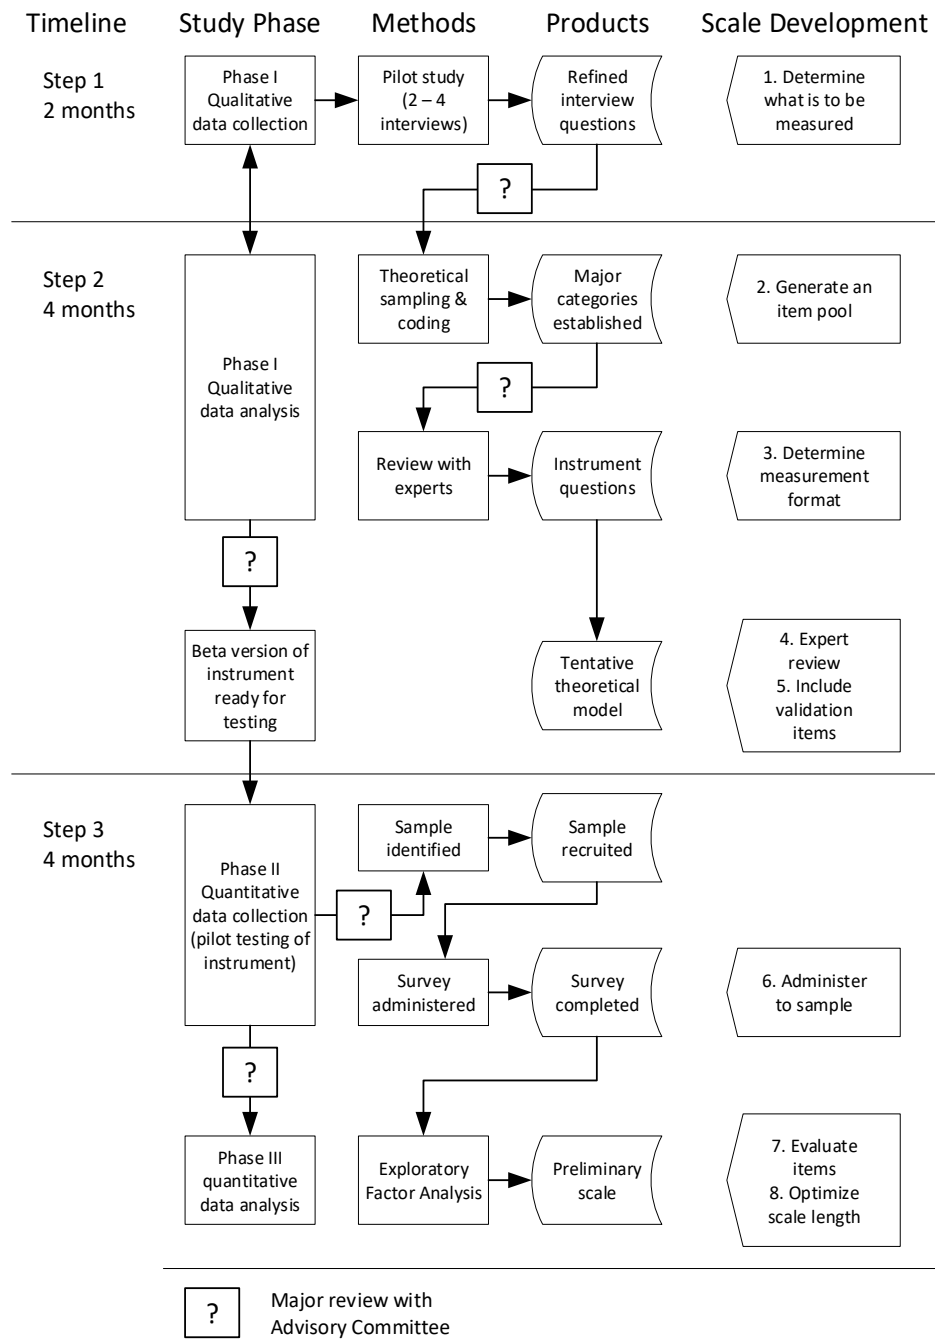 Timeline
Study Phase
Methods
Products
Scale Development
Step 1
2 months
Phase I
Qualitative
data collection
Pilot study
(2 – 4
interviews)
Refined
interview
questions
1. Determine
what is to be
measured
?
Step 2
4 months
Phase I
Qualitative
data analysis
Theoretical
sampling &
coding
Major
categories
established
2. Generate an
item pool
?
Review with
experts
Instrument
questions
3. Determine
measurement
format
?
Beta version of
instrument
ready for
testing
Tentative
theoretical
model
4. Expert
review
5. Include
validation
items
Step 3
4 months
Phase II
Quantitative
data collection
(pilot testing of
instrument)
?
Sample
identified
Sample
recruited
Survey
administered
Survey
completed
6. Administer
to sample
?
Phase III
quantitative
data analysis
Exploratory
Factor Analysis
Preliminary
scale
7. Evaluate
items
8. Optimize
scale length
?
Major review with
Advisory Committee